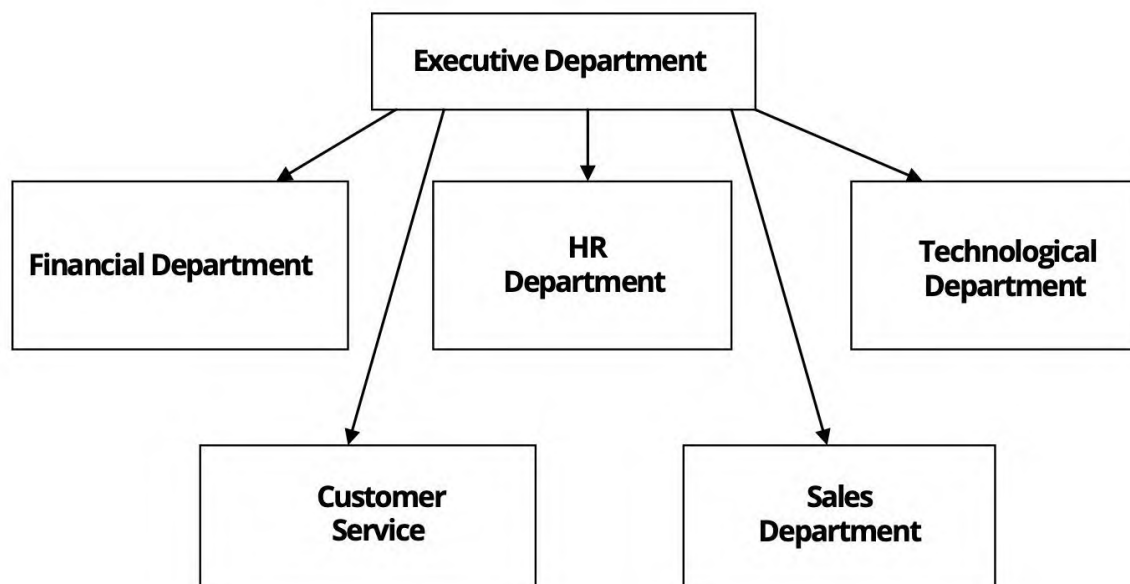 Executive Department
Financial Department
HR
Department
Technological
Department
Customer
Service
Sales
Department